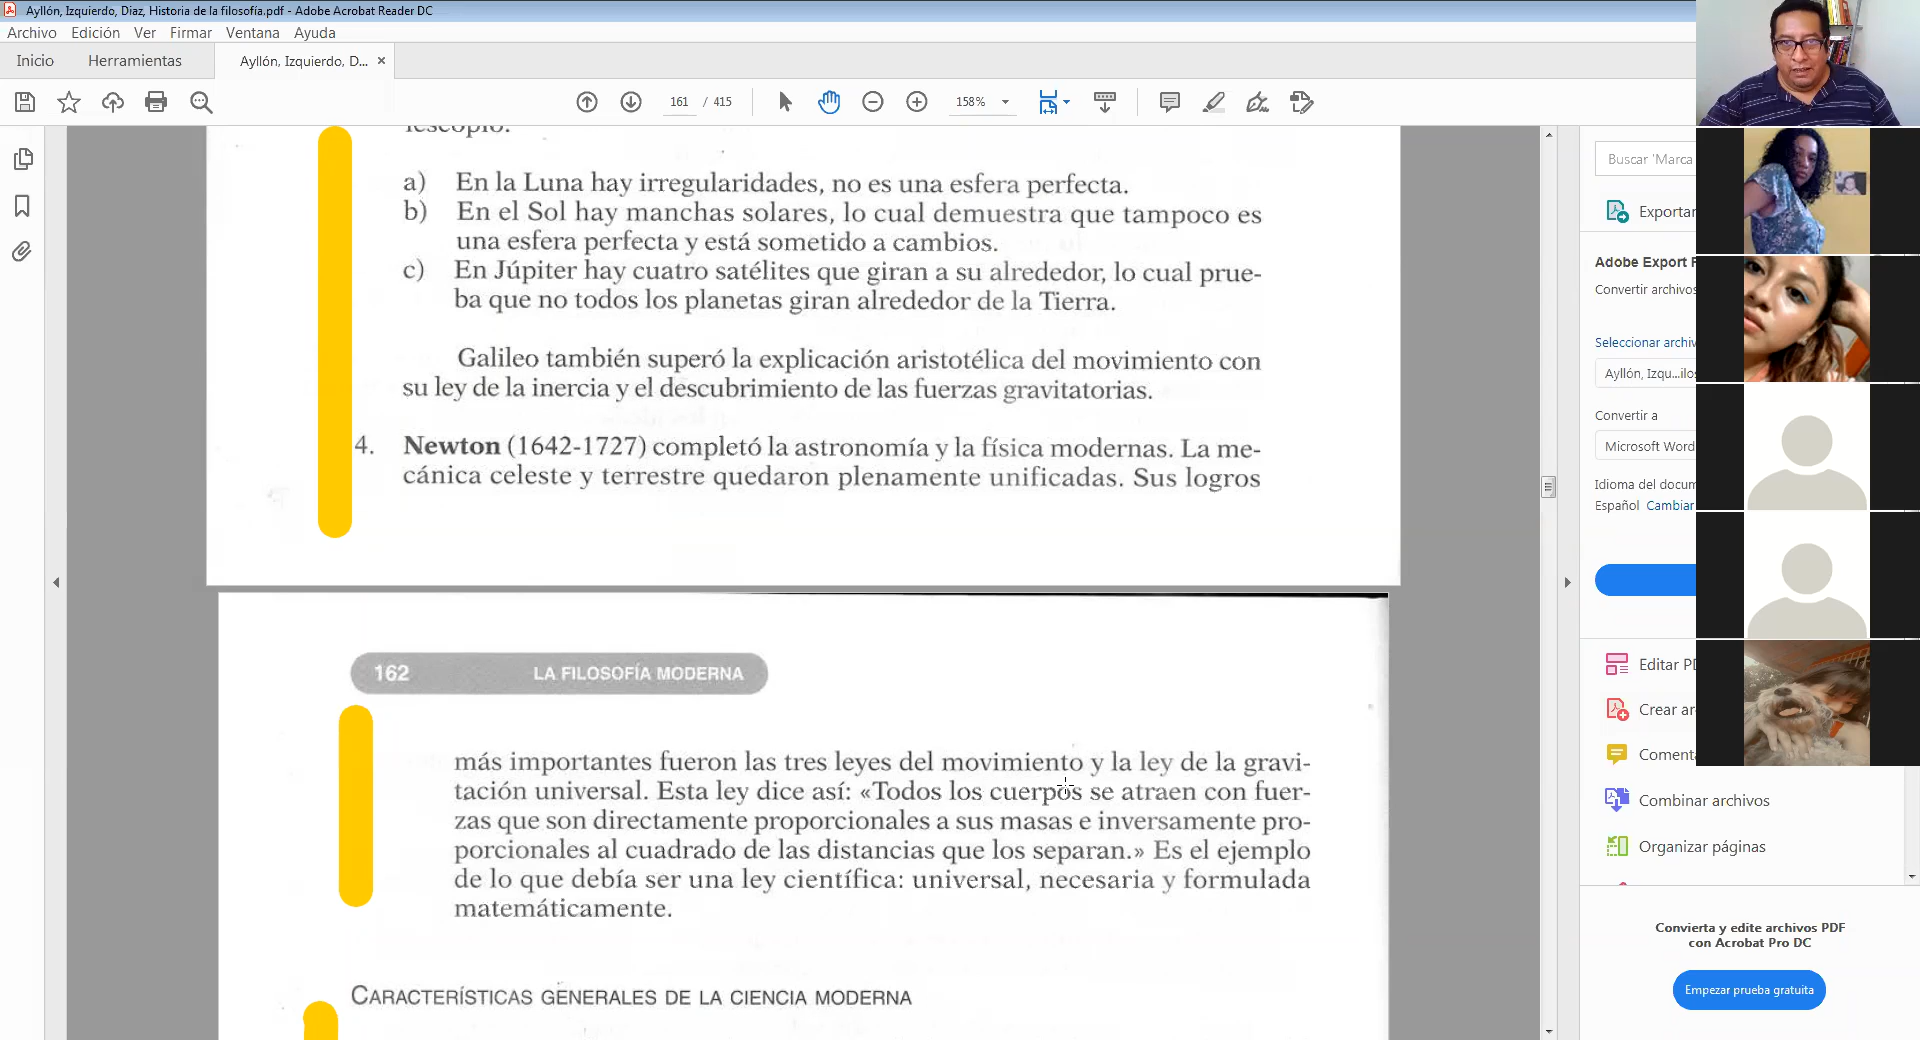 Ayllón, Izquierdo, Diaz, Historia de la filosofía.pdf - Adobe Acrobat Reader DC
Archivo Edición Ver Firmar Ventana Ayuda
Inicio Herramientas Ayllón, Izquierdo, D... ×
161 / 415 158%
a) En la Luna hay irregularidades, no es una esfera perfecta.
b) En el Sol hay manchas solares, lo cual demuestra que tampoco es
una esfera perfecta y está sometido a cambios.
c) En Júpiter hay cuatro satélites que giran a su alrededor, lo cual prue-
ba que no todos los planetas giran alrededor de la Tierra.
Galileo también superó la explicación aristotélica del movimiento con
su ley de la inercia y el descubrimiento de las fuerzas gravitatorias.
4. Newton (1642-1727) completó la astronomía y la física modernas. La me-
cánica celeste y terrestre quedaron plenamente unificadas. Sus logros
162 LA FILOSOFÍA MODERNA
más importantes fueron las tres leyes del movimiento y la ley de la gravi-
tación universal. Esta ley dice así: «Todos los cuerpos se atraen con fuer-
zas que son directamente proporcionales a sus masas e inversamente pro-
porcionales al cuadrado de las distancias que los separan.» Es el ejemplo
de lo que debía ser una ley científica: universal, necesaria y formulada
matemáticamente.
CARACTERÍSTICAS GENERALES DE LA CIENCIA MODERNA
Buscar 'Marca
Exportar
Adobe Export
Convertir archivos
Seleccionar archiv
Ayllón, Izqu...ilos
Convertir a
Microsoft Word
Idioma del docum
Español Cambiar
Editar
Crear ar
Comenta
Combinar archivos
Organizar páginas
Convierta y edite archivos PDF
con Acrobat Pro DC
Empezar prueba gratuita